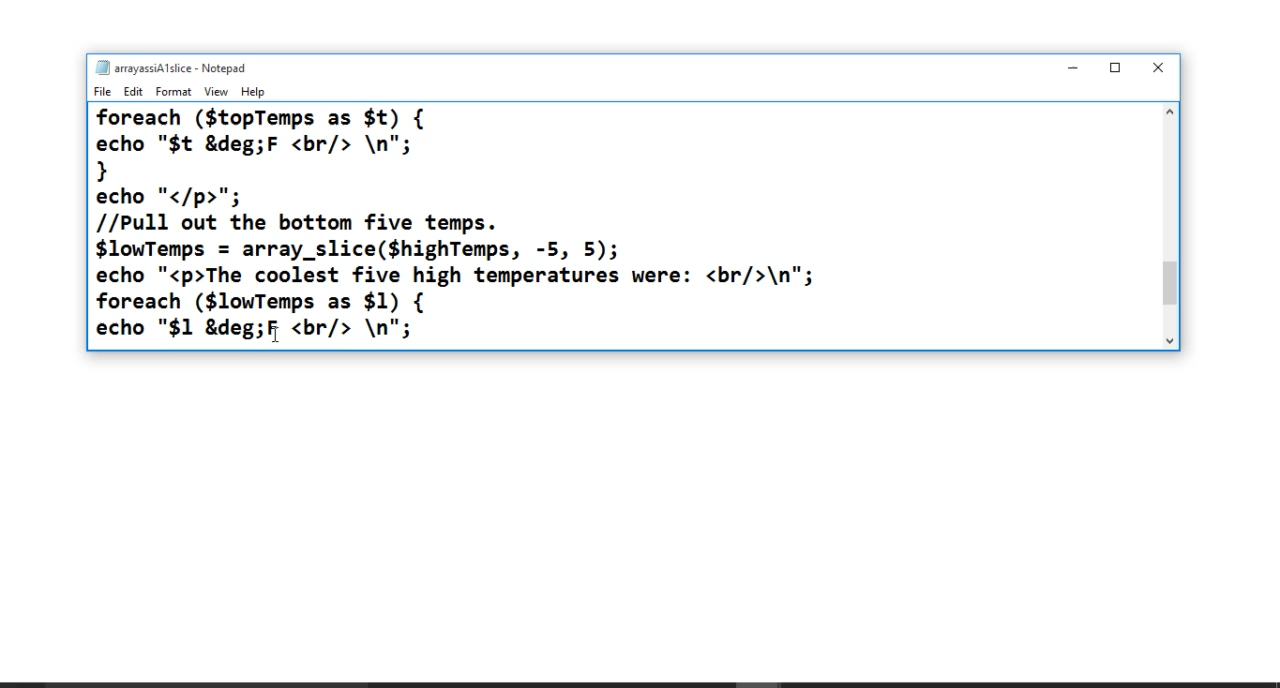 arrayassiA1slice - Notepad
File Edit Format View Help
foreach ($topTemps as $t) {
echo "$t &deg;F <br/> \n";
}
echo "</p>";
//Pull out the bottom five temps.
$lowTemps = array_slice($highTemps, -5, 5);
echo "<p>The coolest five high temperatures were: <br/>\n";
foreach ($lowTemps as $l) {
echo "$l &deg;F <br/> \n";